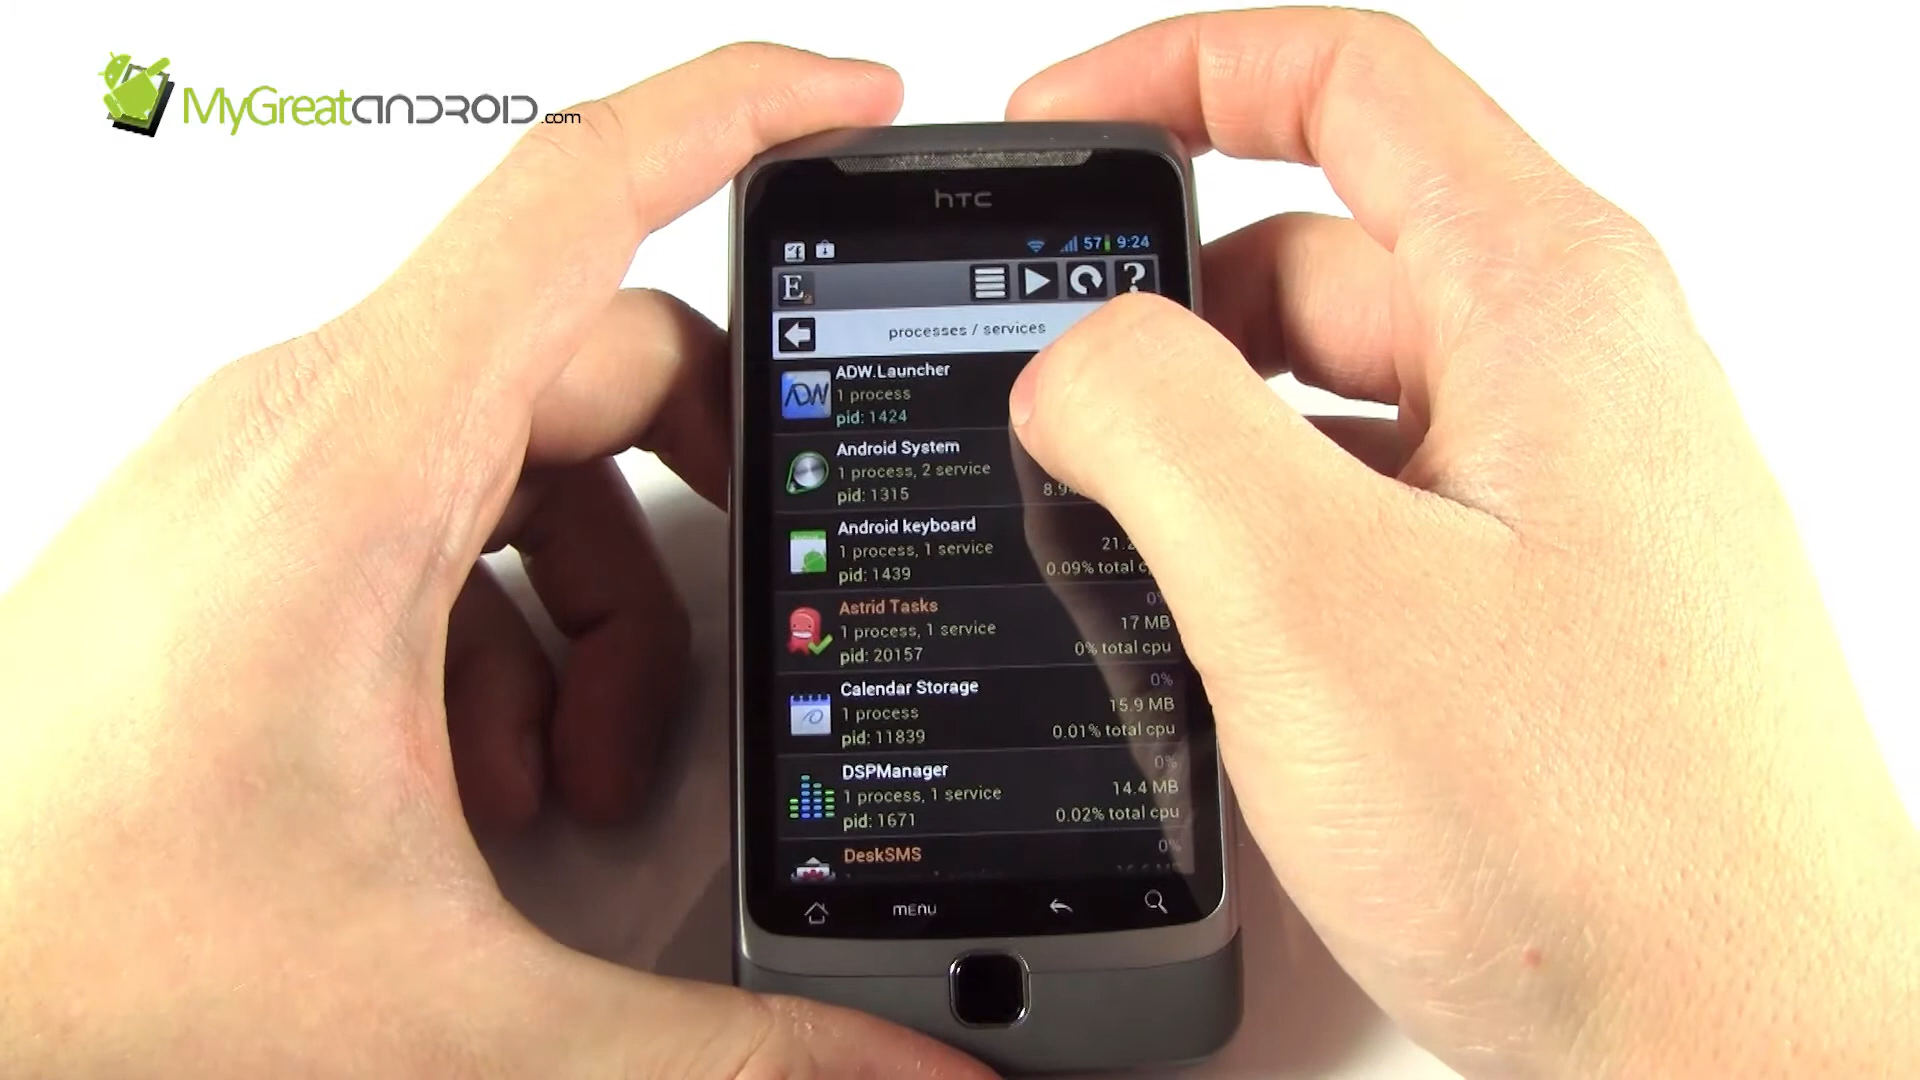 MyGreatANDROID.com
hTC
57 9:24
E ?
processes / services
ADW.Launcher
ADW
1 process
pid: 1424
Android System
1 process, 2 service
pid: 1315
Android keyboard
1 process, 1 service
0.09% total
pid: 1439
Astrid Tasks
0%
1 process, 1 service
17 MB
pid: 20157
0% total cpu
Calendar Storage
0%
1 process
15.9 MB
pid: 11839
0.01% total cpu
DSPManager
0%
1 process, 1 service
14.4 MB
pid: 1671
0.02% total cpu
DeskSMS
0%
MENU